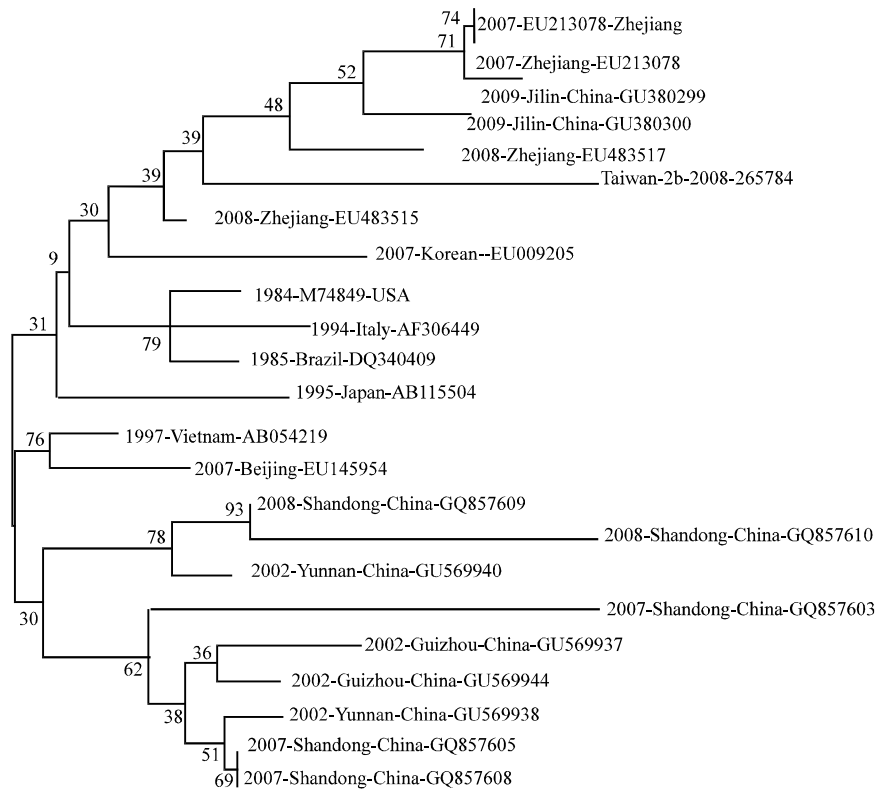 74
2007-EU213078-Zhejiang
71
2007-Zhejiang-EU213078
52
2009-Jilin-China-GU380299
48
2009-Jilin-China-GU380300
39
2008-Zhejiang-EU483517
39
Taiwan-2b-2008-265784
30
2008-Zhejiang-EU483515
9
2007-Korean--EU009205
1984-M74849-USA
31
1994-Italy-AF306449
79
1985-Brazil-DQ340409
1995-Japan-AB115504
76
1997-Vietnam-AB054219
2007-Beijing-EU145954
93
2008-Shandong-China-GQ857609
78
2008-Shandong-China-GQ857610
2002-Yunnan-China-GU569940
30
2007-Shandong-China-GQ857603
36
2002-Guizhou-China-GU569937
62
2002-Guizhou-China-GU569944
38
2002-Yunnan-China-GU569938
51
2007-Shandong-China-GQ857605
69
2007-Shandong-China-GQ857608